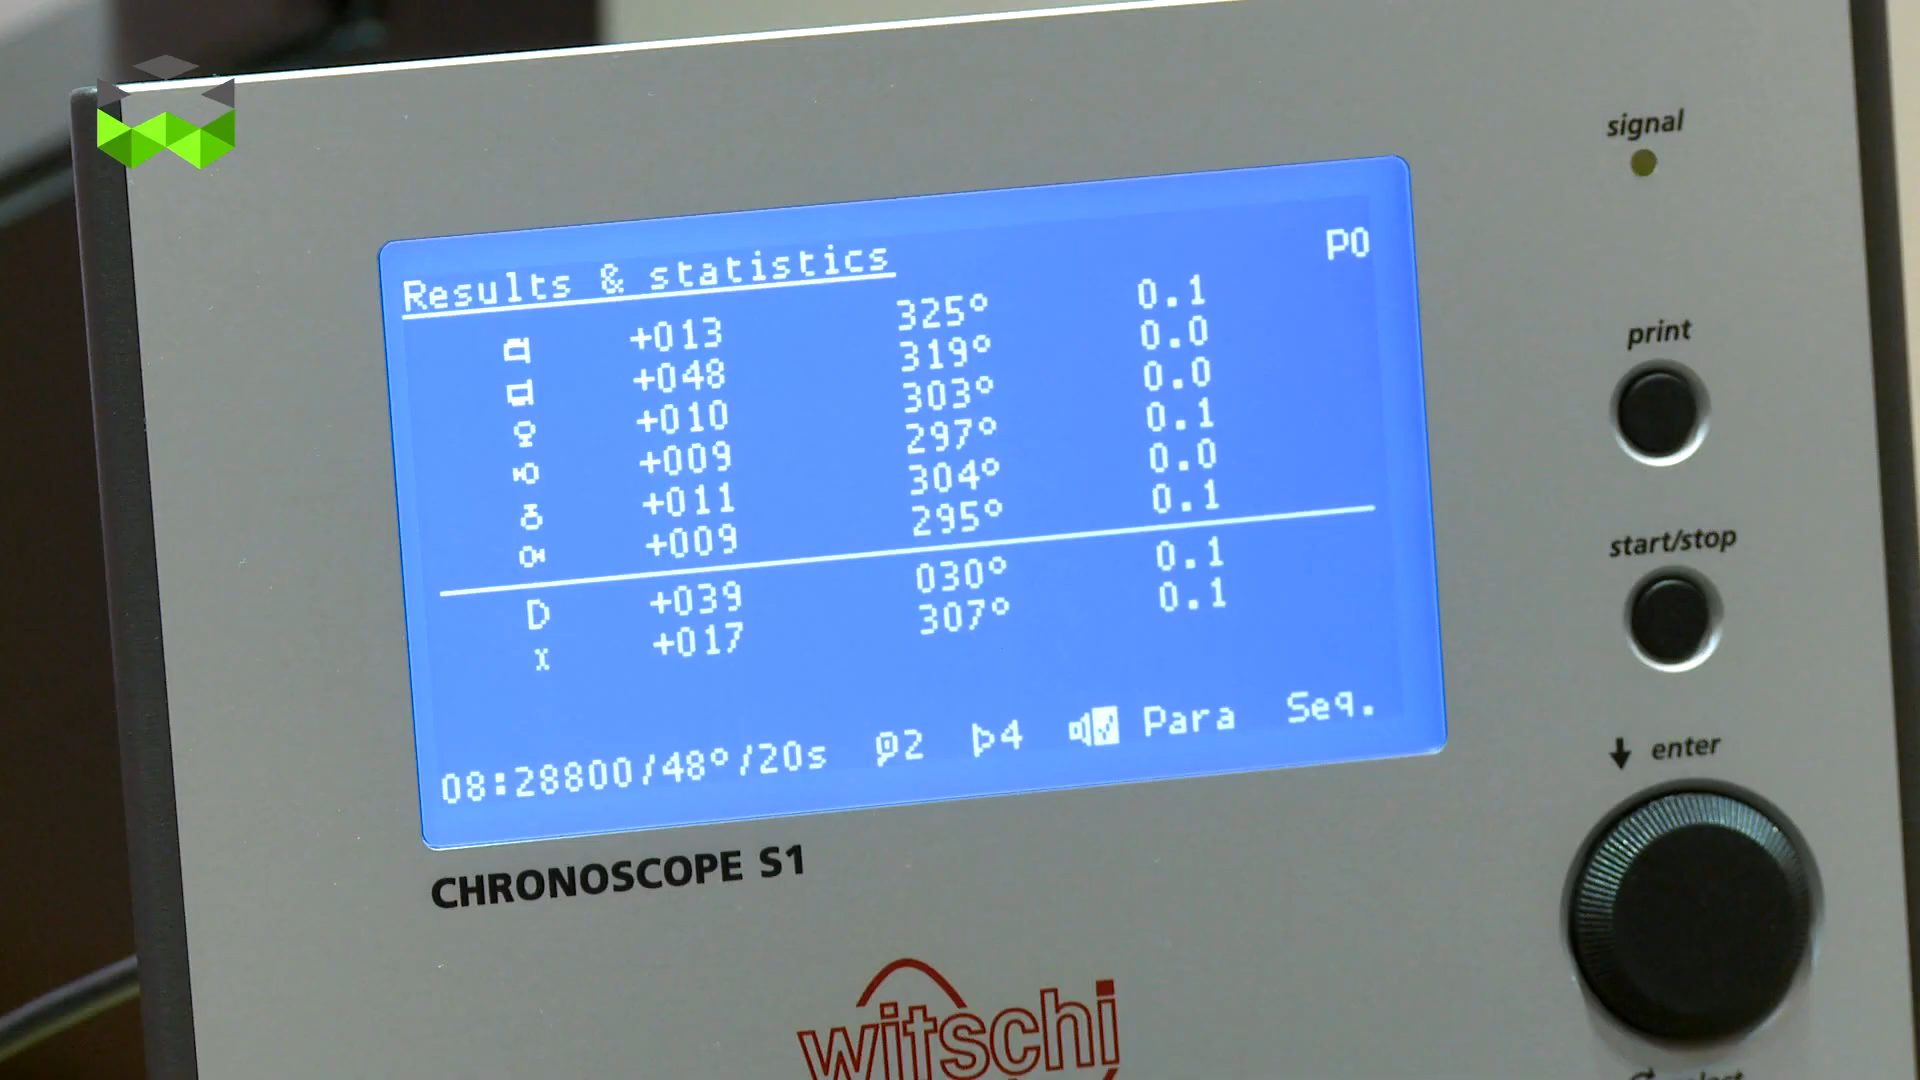 signal
Results & statistics P0
+013 325° 0.1
+048 319° 0.0
+010 303° 0.0
+009 297° 0.1
+011 304° 0.0
+009 295° 0.1
D +039 030° 0.1
x +017 307° 0.1
08:28800/48°/20s 2 4 Para Seq.
print
start/stop
enter
CHRONOSCOPE S1
witschi